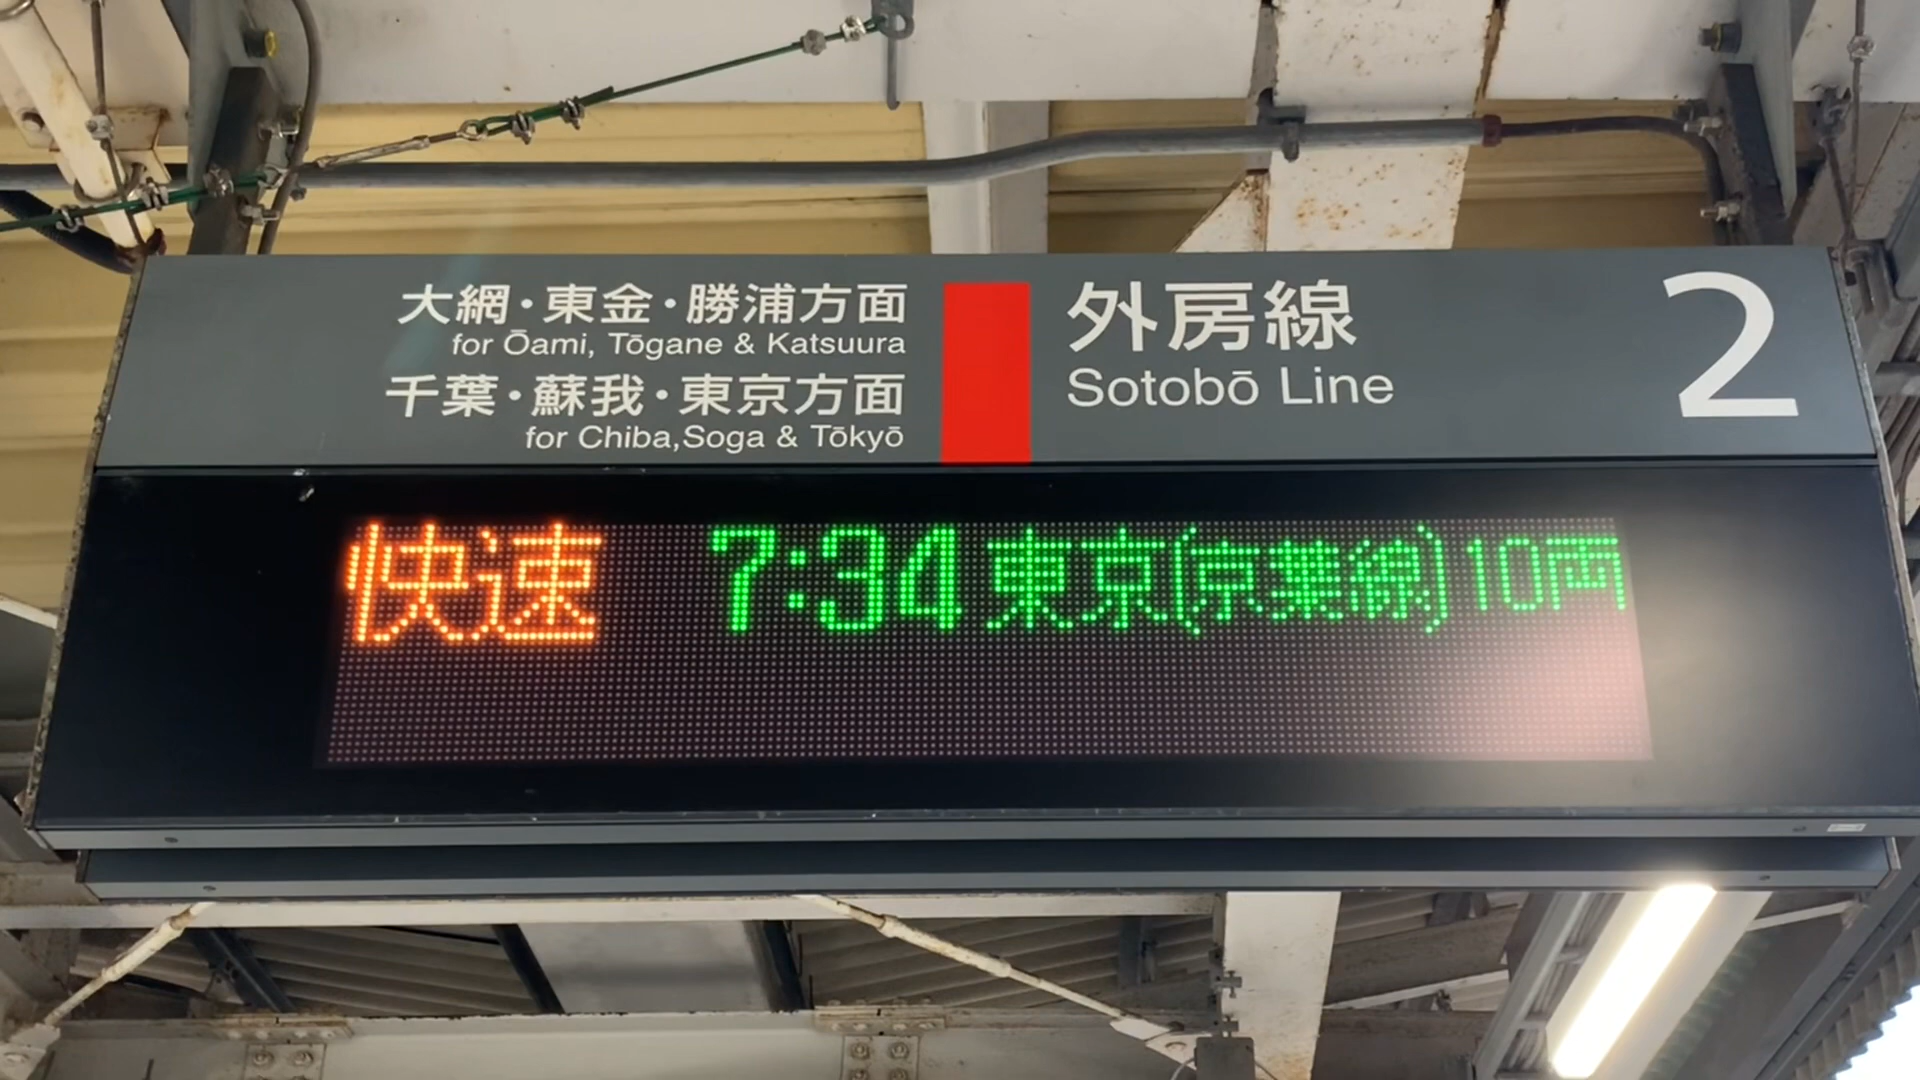 大網・東金・勝浦方面
for Ōami, Tōgane & Katsuura
千葉・蘇我・東京方面
for Chiba,Soga & Tōkyō
外房線
Sotobō Line
2
快速 7:34 東京(京葉線) 10両